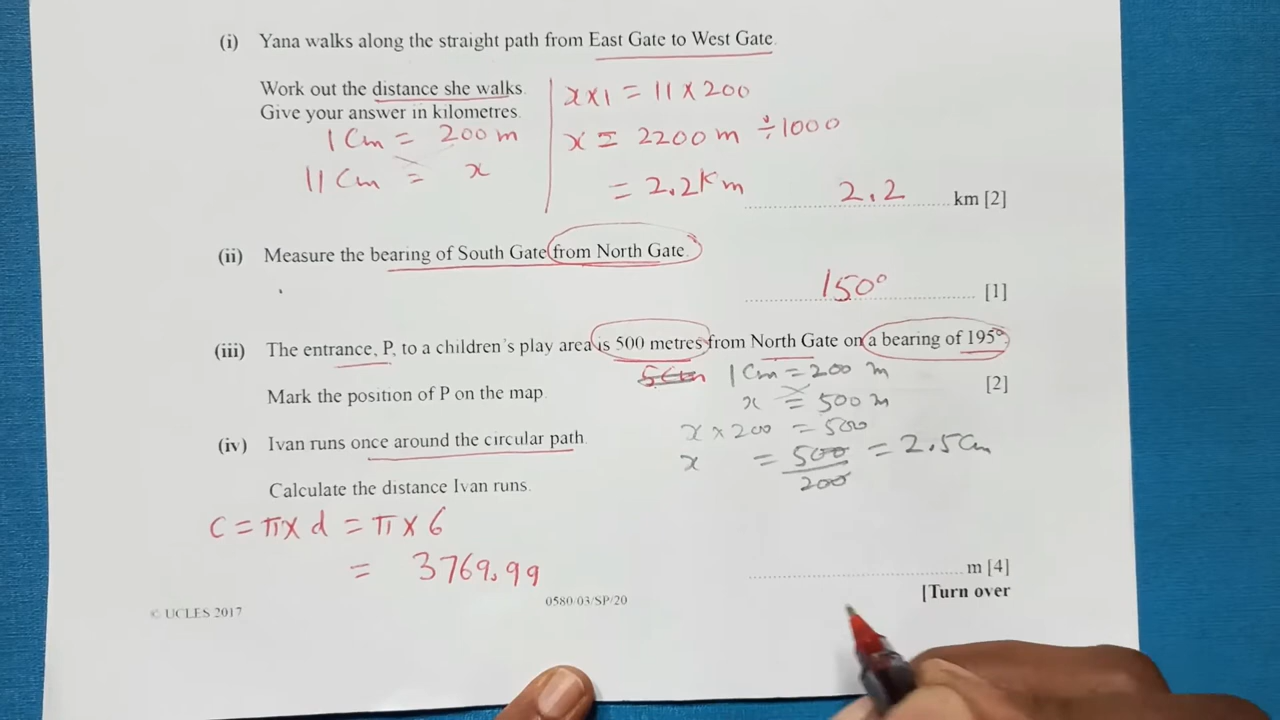 (i) Yana walks along the straight path from East Gate to West Gate.
Work out the distance she walks.
Give your answer in kilometres.
1 Cm = 200 m
11 Cm = x
x x 1 = 11 x 200
x = 2200 m ÷ 1000
= 2.2 Km
2.2 km [2]
(ii) Measure the bearing of South Gate from North Gate.
150° [1]
(iii) The entrance, P, to a children's play area is 500 metres from North Gate on a bearing of 195°.
Mark the position of P on the map.
[2]
5 Cm 1 Cm = 200 m
x = 500 m
x x 200 = 500
x = 500/200 = 2.5 Cm
(iv) Ivan runs once around the circular path.
Calculate the distance Ivan runs.
C = π x d = π x 6
= 3769.99
m [4]
[Turn over
© UCLES 2017
0580/03/SP/20